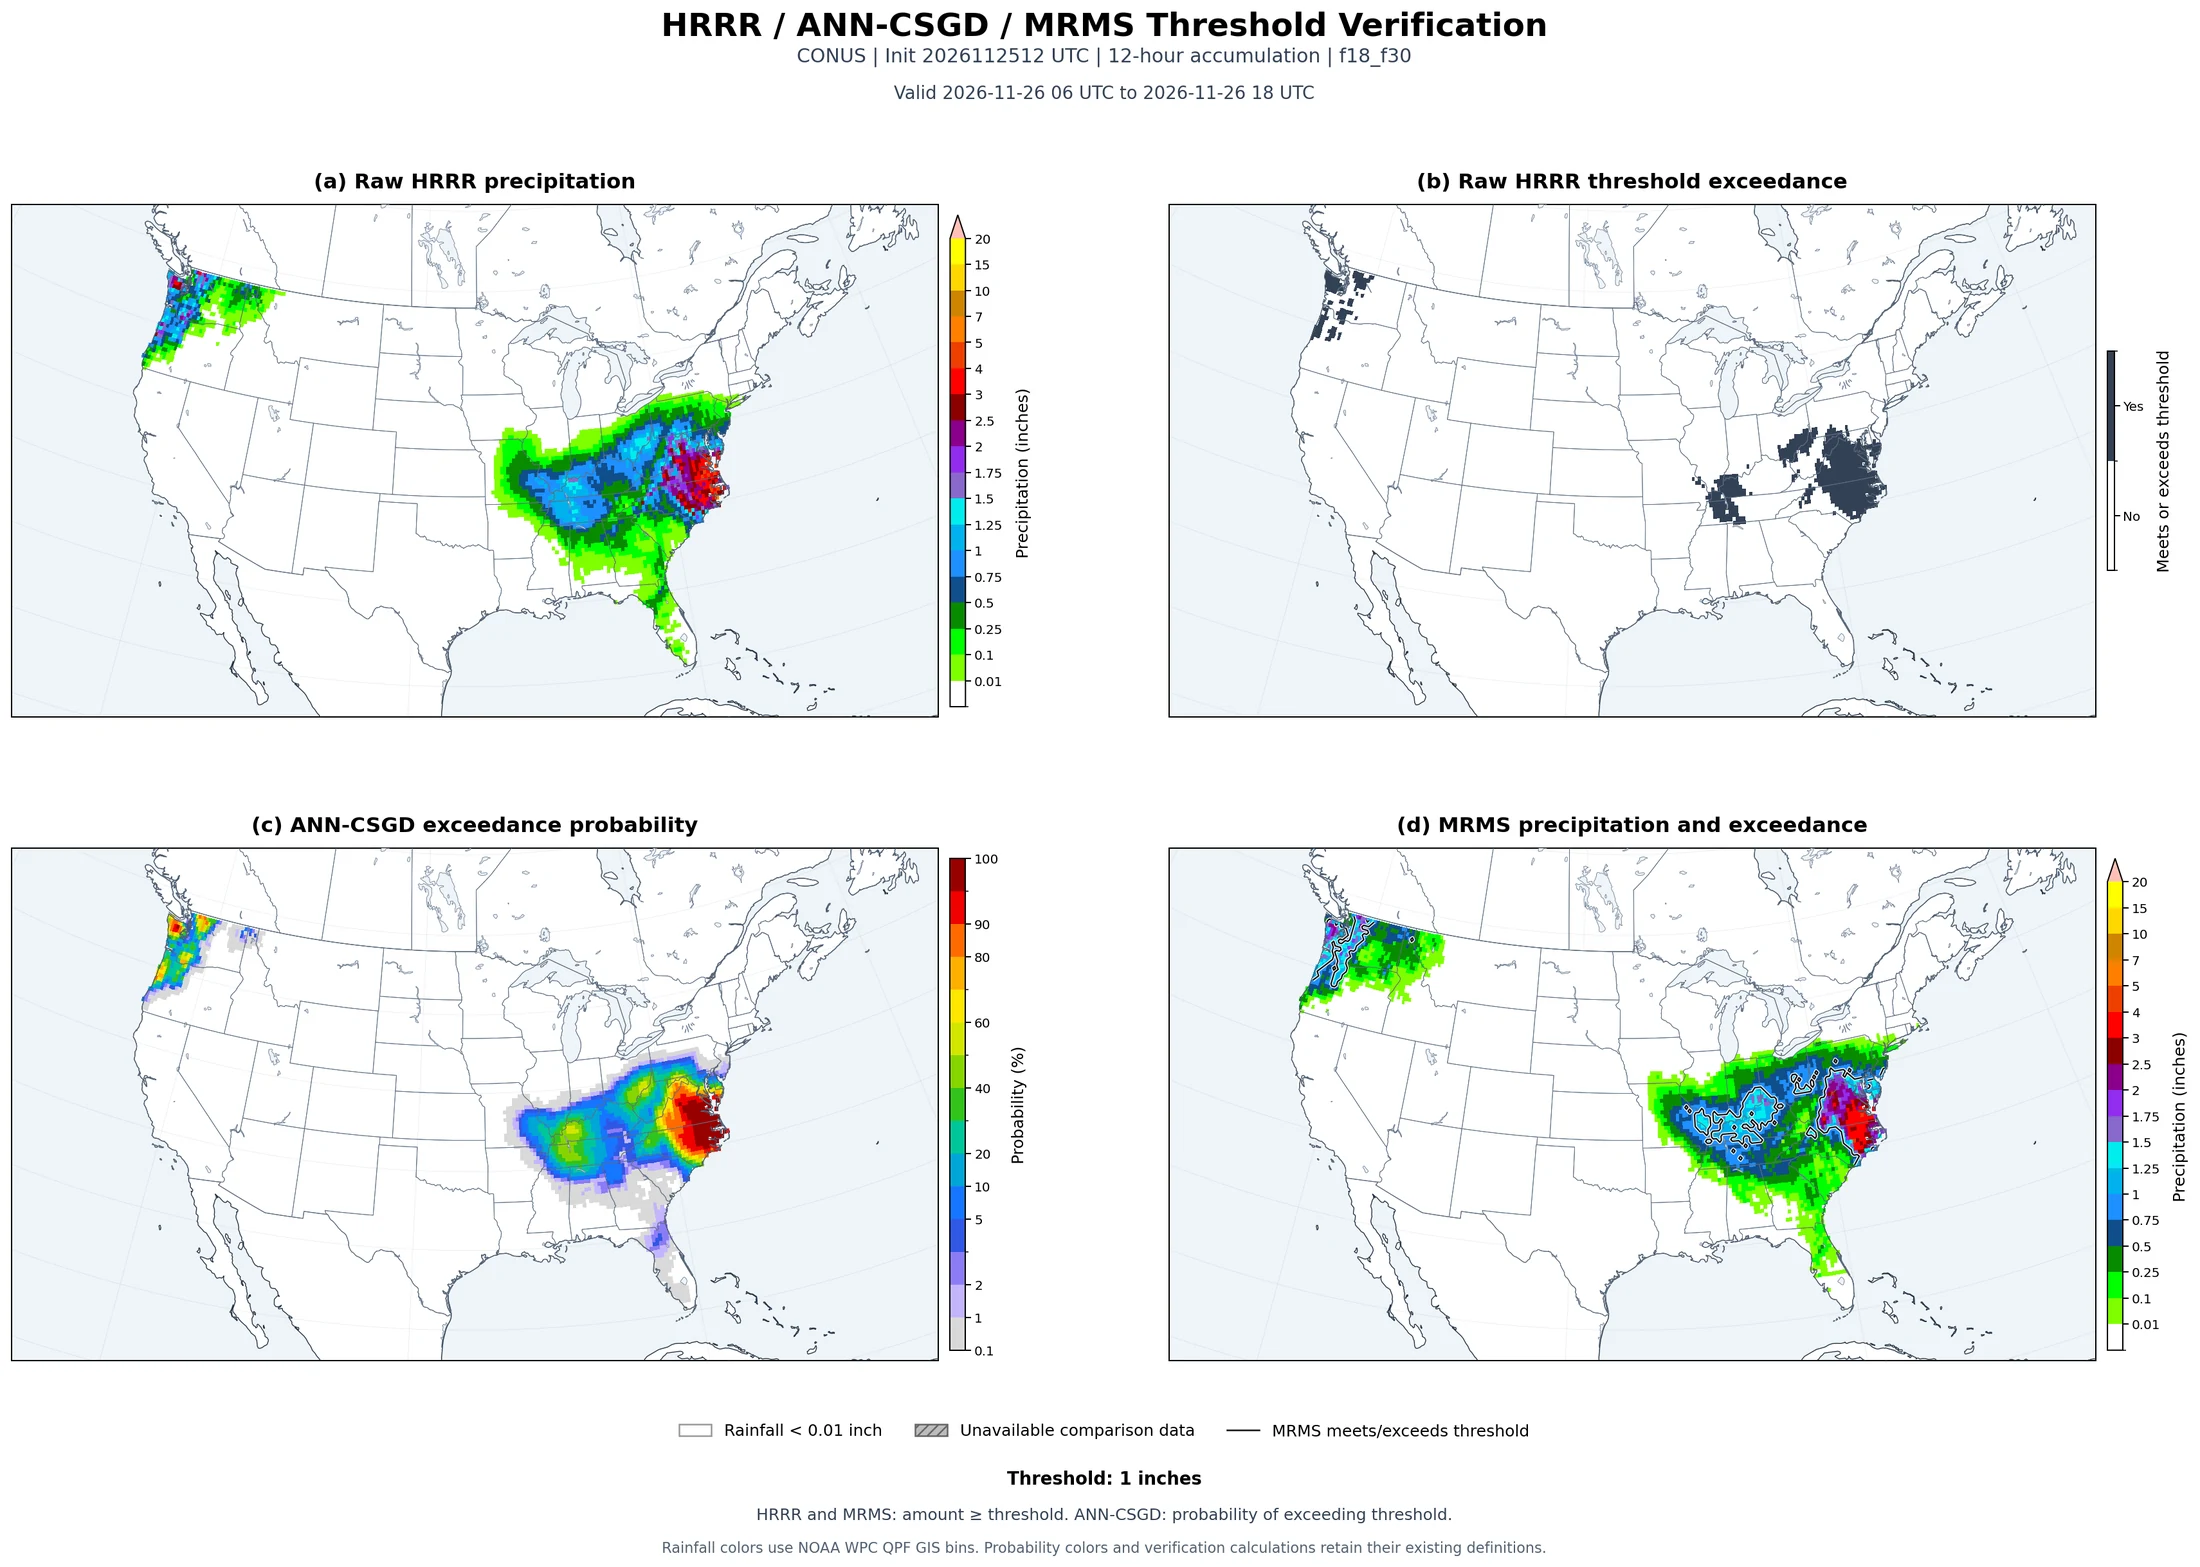 HRRR / ANN-CSGD / MRMS Threshold Verification
CONUS | Init 2026112512 UTC | 12-hour accumulation | f18_f30
Valid 2026-11-26 06 UTC to 2026-11-26 18 UTC
(a) Raw HRRR precipitation
20
15
10
7
5
4
3
2.5
2
1.75
1.5
1.25
1
0.75
0.5
0.25
0.1
0.01
Precipitation (inches)
(b) Raw HRRR threshold exceedance
Yes
No
Meets or exceeds threshold
(c) ANN-CSGD exceedance probability
100
90
80
60
40
20
10
5
2
1
0.1
Probability (%)
(d) MRMS precipitation and exceedance
20
15
10
7
5
4
3
2.5
2
1.75
1.5
1.25
1
0.75
0.5
0.25
0.1
0.01
Precipitation (inches)
Rainfall < 0.01 inch
Unavailable comparison data
MRMS meets/exceeds threshold
Threshold: 1 inches
HRRR and MRMS: amount ≥ threshold. ANN-CSGD: probability of exceeding threshold.
Rainfall colors use NOAA WPC QPF GIS bins. Probability colors and verification calculations retain their existing definitions.